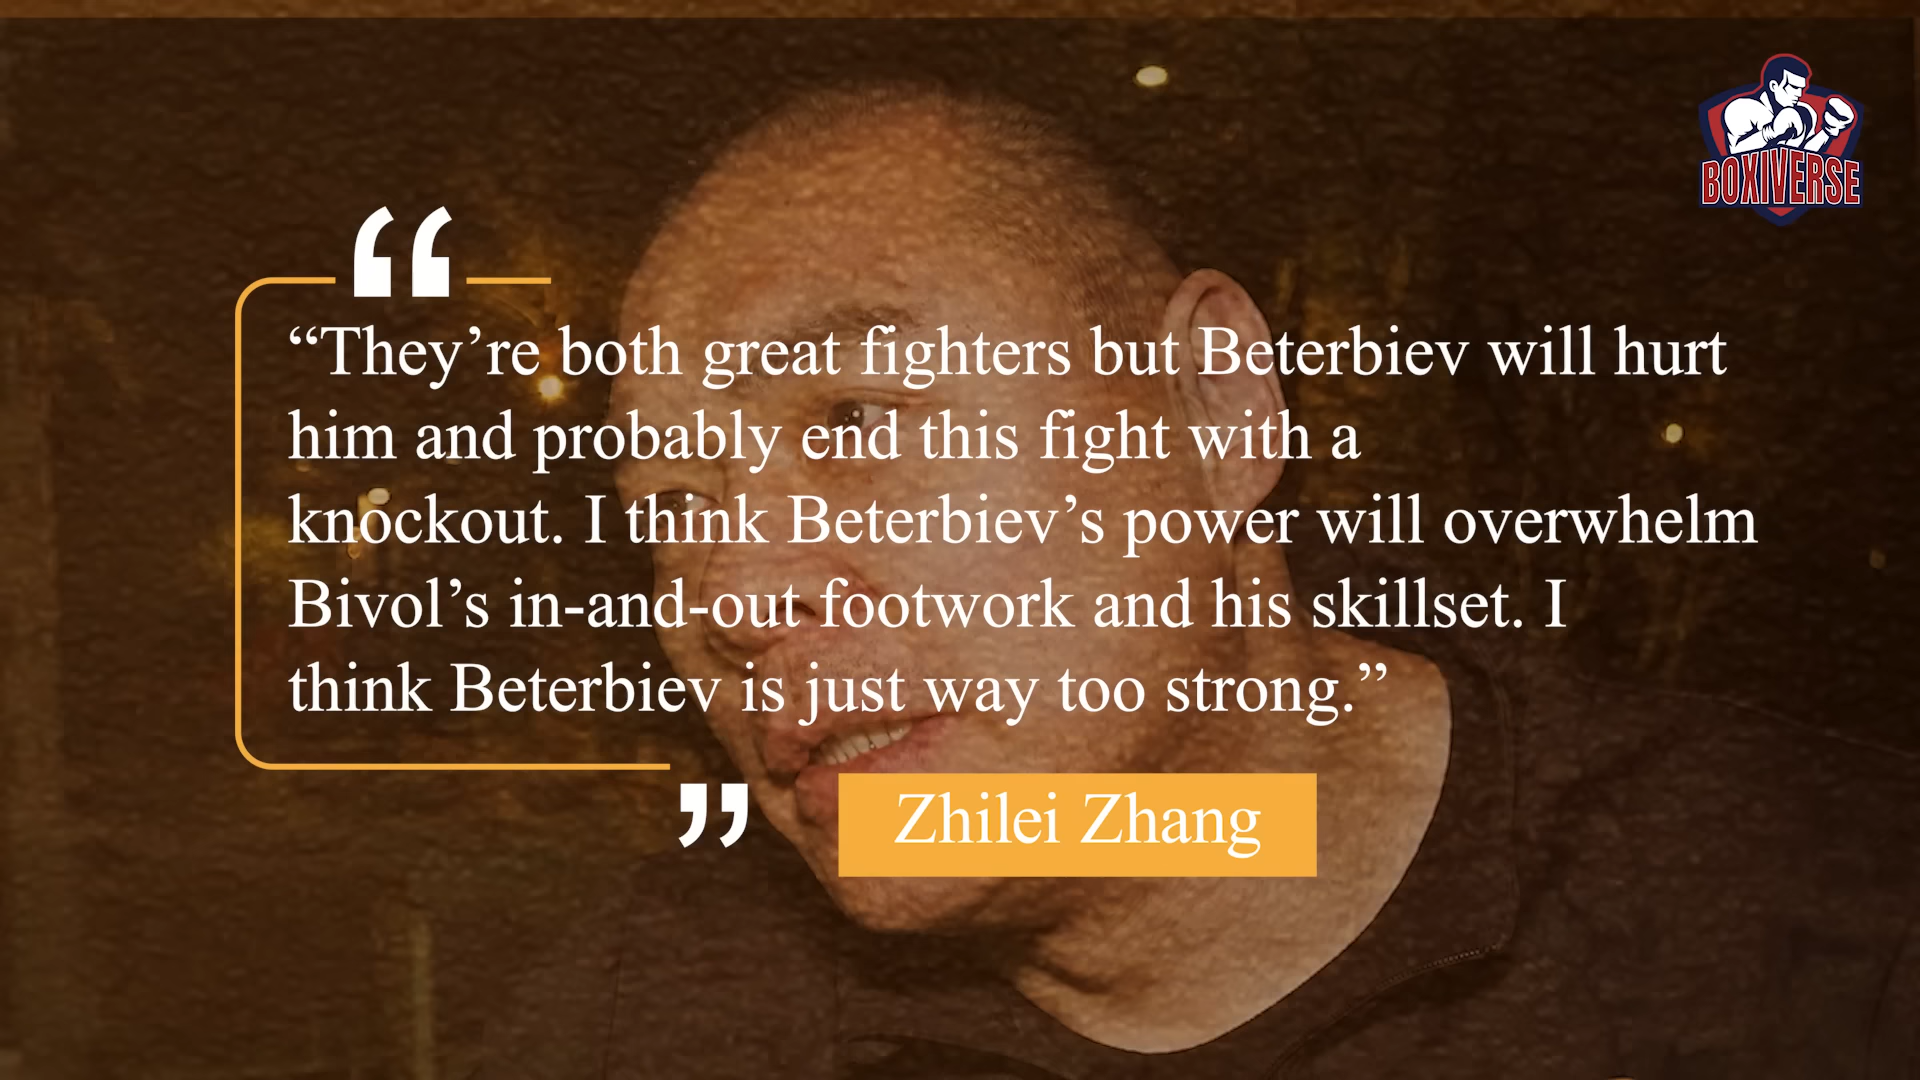 BOXIVERSE
“They’re both great fighters but Beterbiev will hurt
him and probably end this fight with a
knockout. I think Beterbiev’s power will overwhelm
Bivol’s in-and-out footwork and his skillset. I
think Beterbiev is just way too strong.”
Zhilei Zhang